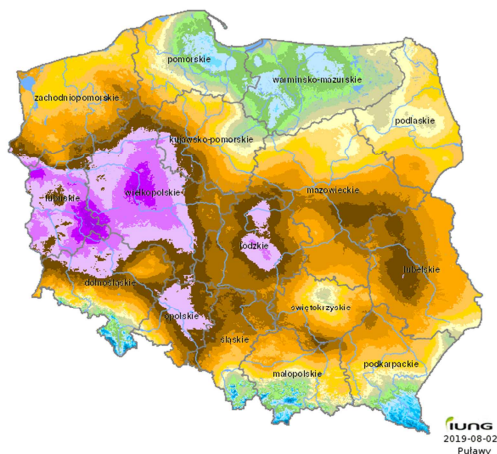 pomorskie
warmińsko-mazurskie
zachodniopomorskie
podlaskie
kujawsko-pomorskie
wielkopolskie
mazowieckie
lubuskie
łódzkie
lubelskie
dolnośląskie
świętokrzyskie
opolskie
śląskie
podkarpackie
małopolskie
IUNG
2019-08-02
Puławy